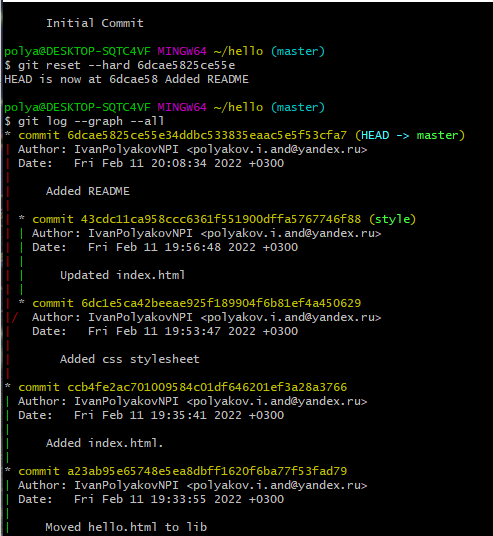 Initial Commit
polya@DESKTOP-SQTC4VF MINGW64 ~/hello (master)
$ git reset --hard 6dcae5825ce55e
HEAD is now at 6dcae58 Added README
polya@DESKTOP-SQTC4VF MINGW64 ~/hello (master)
$ git log --graph --all
* commit 6dcae5825ce55e34ddbc533835eaac5e5f53cfa7 (HEAD -> master)
| Author: IvanPolyakovNPI <polyakov.i.and@yandex.ru>
| Date:   Fri Feb 11 20:08:34 2022 +0300
|
|     Added README
|
| * commit 43cdc11ca958ccc6361f551900dffa5767746f88 (style)
| | Author: IvanPolyakovNPI <polyakov.i.and@yandex.ru>
| | Date:   Fri Feb 11 19:56:48 2022 +0300
| |
| |     Updated index.html
| |
| * commit 6dc1e5ca42beeae925f189904f6b81ef4a450629
|/  Author: IvanPolyakovNPI <polyakov.i.and@yandex.ru>
|   Date:   Fri Feb 11 19:53:47 2022 +0300
|
|       Added css stylesheet
|
* commit ccb4fe2ac701009584c01df646201ef3a28a3766
| Author: IvanPolyakovNPI <polyakov.i.and@yandex.ru>
| Date:   Fri Feb 11 19:35:41 2022 +0300
|
|     Added index.html.
|
* commit a23ab95e65748e5ea8dbff1620f6ba77f53fad79
| Author: IvanPolyakovNPI <polyakov.i.and@yandex.ru>
| Date:   Fri Feb 11 19:33:55 2022 +0300
|
|     Moved hello.html to lib